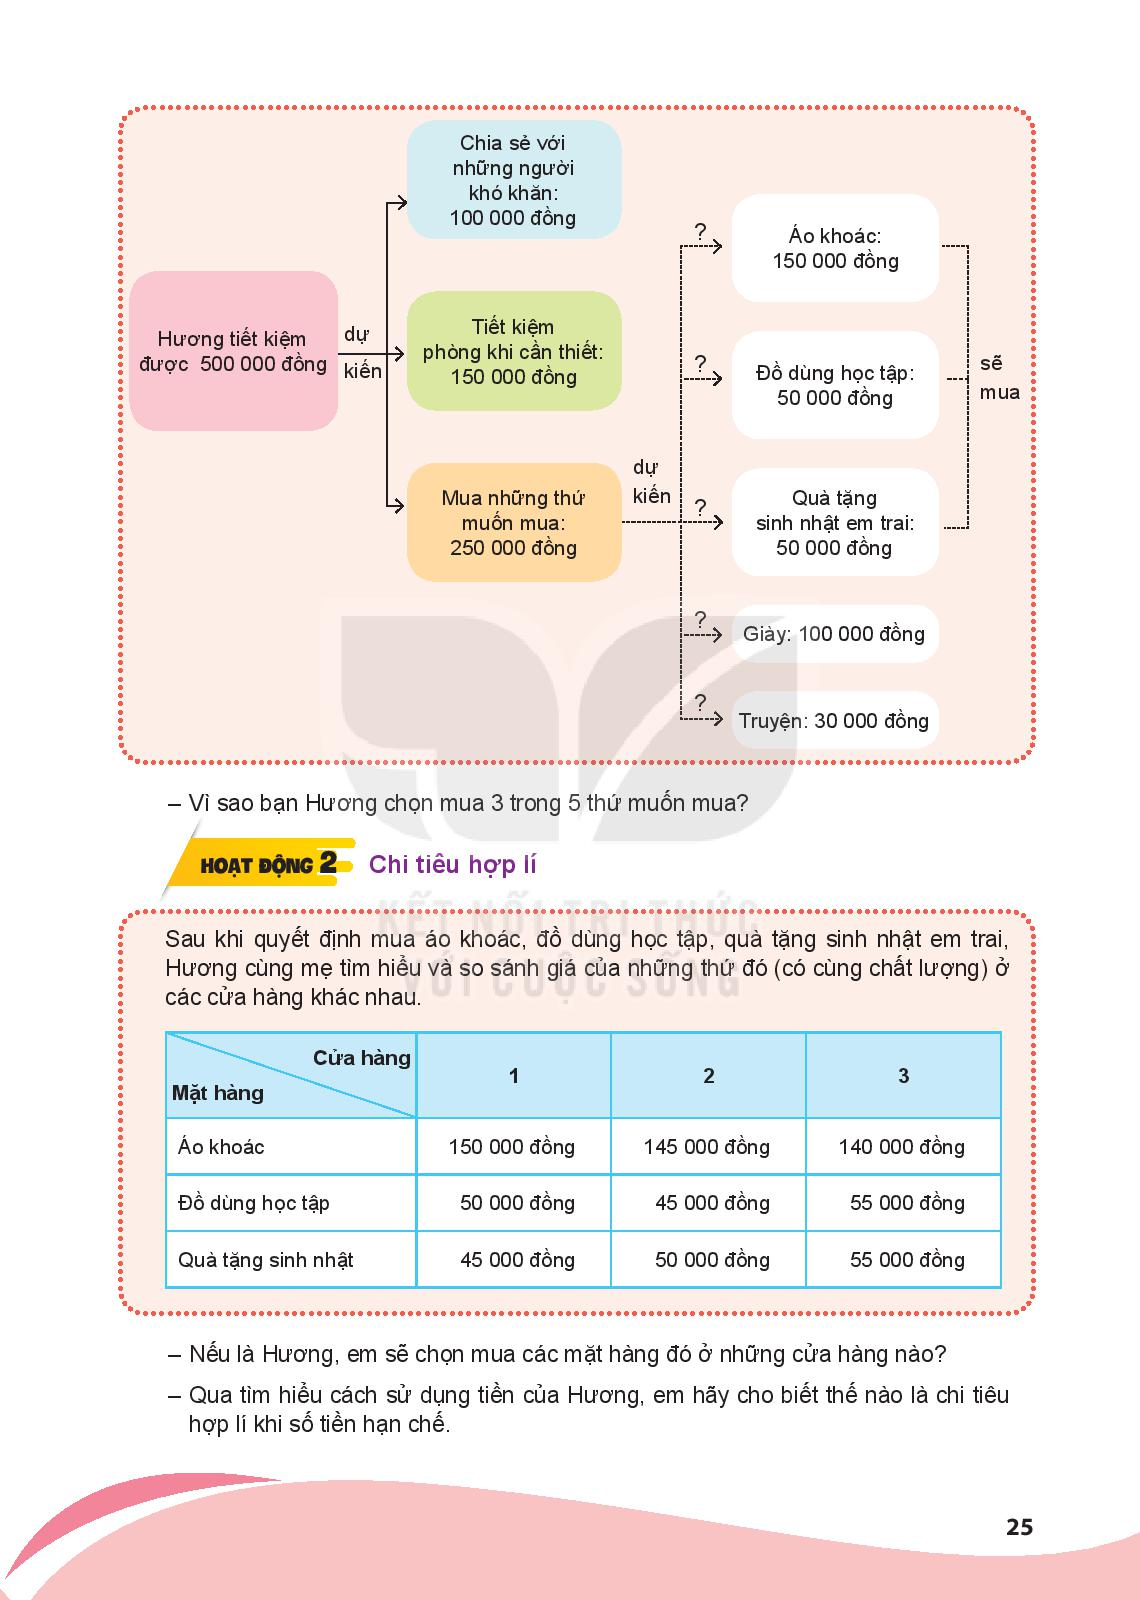 Chia sẻ với
những người
khó khăn:
100 000 đồng
Hương tiết kiệm
được 500 000 đồng
dự
kiến
Tiết kiệm
phòng khi cần thiết:
150 000 đồng
Mua những thứ
muốn mua:
250 000 đồng
dự
kiến
?
Áo khoác:
150 000 đồng
?
Đồ dùng học tập:
50 000 đồng
?
Quà tặng
sinh nhật em trai:
50 000 đồng
?
Giày: 100 000 đồng
?
Truyện: 30 000 đồng
sẽ
mua
– Vì sao bạn Hương chọn mua 3 trong 5 thứ muốn mua?
HOẠT ĐỘNG 2 Chi tiêu hợp lí
KẾT NỐI TRI THỨC
VỚI CUỘC SỐNG
Sau khi quyết định mua áo khoác, đồ dùng học tập, quà tặng sinh nhật em trai,
Hương cùng mẹ tìm hiểu và so sánh giá của những thứ đó (có cùng chất lượng) ở
các cửa hàng khác nhau.
Cửa hàng
Mặt hàng
1 2 3
Áo khoác 150 000 đồng 145 000 đồng 140 000 đồng
Đồ dùng học tập 50 000 đồng 45 000 đồng 55 000 đồng
Quà tặng sinh nhật 45 000 đồng 50 000 đồng 55 000 đồng
– Nếu là Hương, em sẽ chọn mua các mặt hàng đó ở những cửa hàng nào?
– Qua tìm hiểu cách sử dụng tiền của Hương, em hãy cho biết thế nào là chi tiêu
hợp lí khi số tiền hạn chế.
25